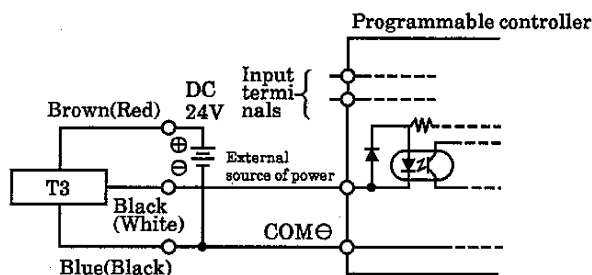 Programmable controller
Input
termi-
nals
DC
24V
Brown(Red)
⊕
⊖
External
source of power
T3
Black
(White)
COM⊖
Blue(Black)